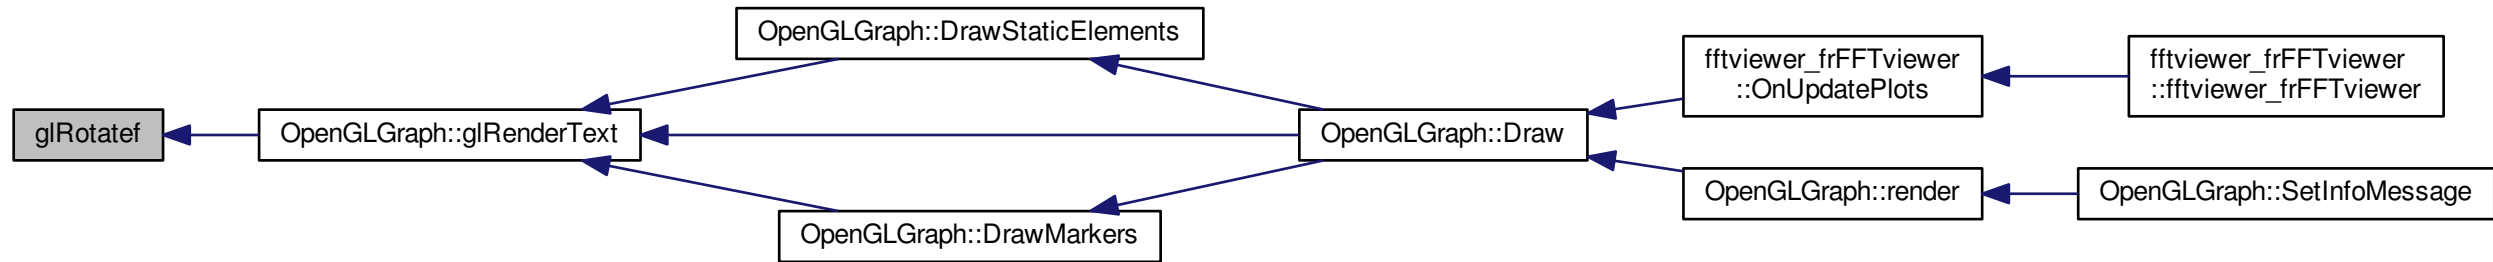 glRotatef
OpenGLGraph::glRenderText
OpenGLGraph::DrawStaticElements
OpenGLGraph::DrawMarkers
OpenGLGraph::Draw
fftviewer_frFFTviewer
::OnUpdatePlots
fftviewer_frFFTviewer
::fftviewer_frFFTviewer
OpenGLGraph::render
OpenGLGraph::SetInfoMessage